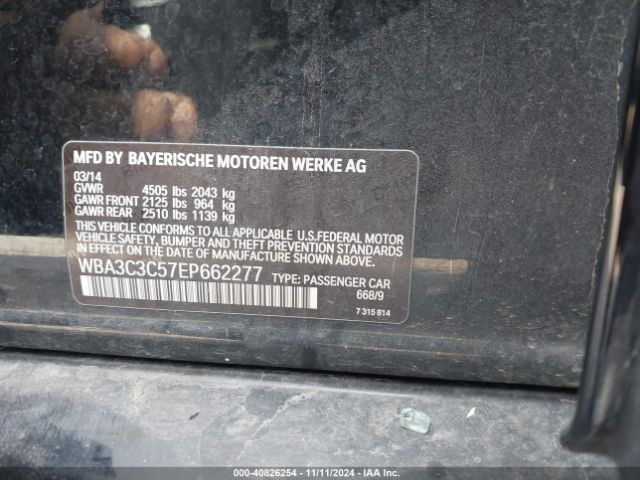 MFD BY BAYERISCHE MOTOREN WERKE AG
03/14
GVWR 4505 lbs 2043 kg
GAWR FRONT 2125 lbs 964 kg
GAWR REAR 2510 lbs 1139 kg
THIS VEHICLE CONFORMS TO ALL APPLICABLE U.S.FEDERAL MOTOR
VEHICLE SAFETY, BUMPER AND THEFT PREVENTION STANDARDS
IN EFFECT ON THE DATE OF MANUFACTURE SHOWN ABOVE.
WBA3C3C57EP662277 TYPE: PASSENGER CAR
668/9
7 315 814
000-40826254 - 11/11/2024 - IAA Inc.